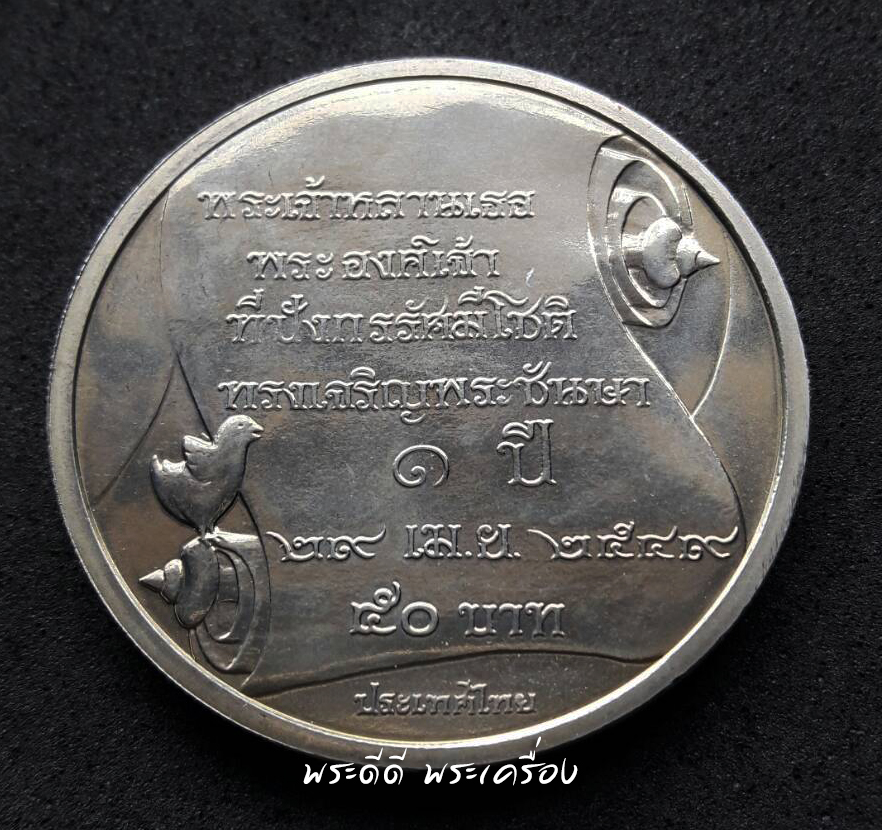 พระเจ้าหลานเธอ
พระองค์เจ้า
ทีปังกรรัศมีโชติ
ทรงเจริญพระชันษา
๑ ปี
๒๙ เม.ย. ๒๕๔๙
๕๐ บาท
ประเทศไทย
พระดีดี พระเครื่อง